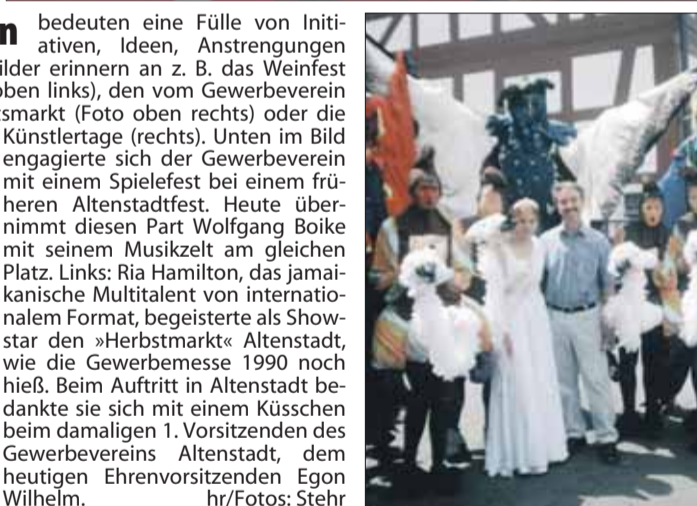 n bedeuten eine Fülle von Initi-
ativen, Ideen, Anstrengungen
ilder erinnern an z. B. das Weinfest
oben links), den vom Gewerbeverein
tsmarkt (Foto oben rechts) oder die
Künstlertage (rechts). Unten im Bild
engagierte sich der Gewerbeverein
mit einem Spielefest bei einem frü-
heren Altenstadtfest. Heute über-
nimmt diesen Part Wolfgang Boike
mit seinem Musikzelt am gleichen
Platz. Links: Ria Hamilton, das jamai-
kanische Multitalent von internatio-
nalem Format, begeisterte als Show-
star den »Herbstmarkt« Altenstadt,
wie die Gewerbemesse 1990 noch
hieß. Beim Auftritt in Altenstadt be-
dankte sie sich mit einem Küsschen
beim damaligen 1. Vorsitzenden des
Gewerbevereins Altenstadt, dem
heutigen Ehrenvorsitzenden Egon
Wilhelm. hr/Fotos: Stehr